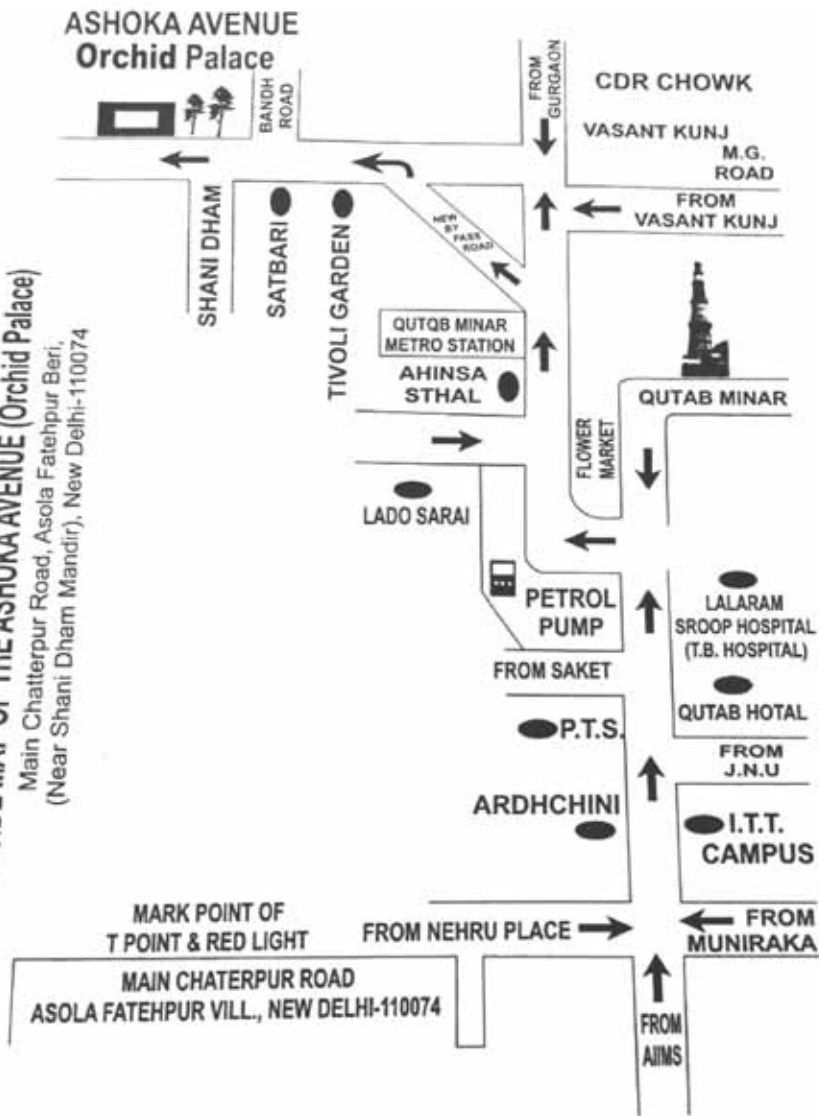 ASHOKA AVENUE
Orchid Palace
BANDH
ROAD
FROM
GURGAON
CDR CHOWK
VASANT KUNJ
M.G.
ROAD
FROM
VASANT KUNJ
NEW
BY
PASS
ROAD
SHANI DHAM
SATBARI
TIVOLI GARDEN
QUTQB MINAR
METRO STATION
AHINSA
STHAL
QUTAB MINAR
FLOWER
MARKET
LADO SARAI
PETROL
PUMP
LALARAM
SROOP HOSPITAL
(T.B. HOSPITAL)
FROM SAKET
QUTAB HOTAL
P.T.S.
FROM
J.N.U
ARDHCHINI
I.T.T.
CAMPUS
MARK POINT OF
T POINT & RED LIGHT
FROM NEHRU PLACE
FROM
MUNIRAKA
MAIN CHATERPUR ROAD
ASOLA FATEHPUR VILL., NEW DELHI-110074
FROM
AIIMS
MAP OF THE ASHOKA AVENUE (Orchid Palace)
Main Chatterpur Road, Asola Fatehpur Beri,
(Near Shani Dham Mandir), New Delhi-110074